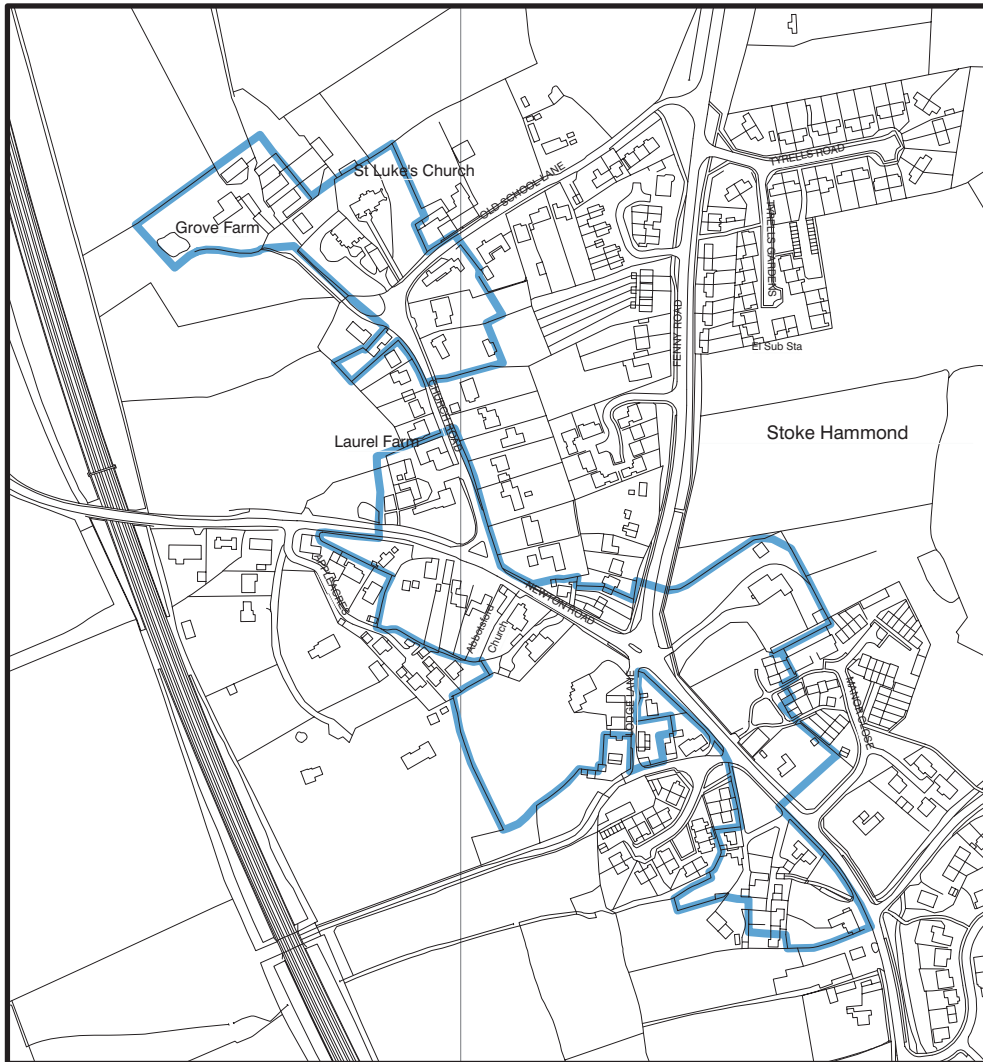 TYRELLS ROAD
St Luke's Church
OLD SCHOOL LANE
Grove Farm
TYRELLS GARDENS
FENNY ROAD
El Sub Sta
CHURCH ROAD
Laurel Farm
Stoke Hammond
APPLEACRES
NEWTON ROAD
Abbotsford
Church
LODGE LANE
MANOR CLOSE